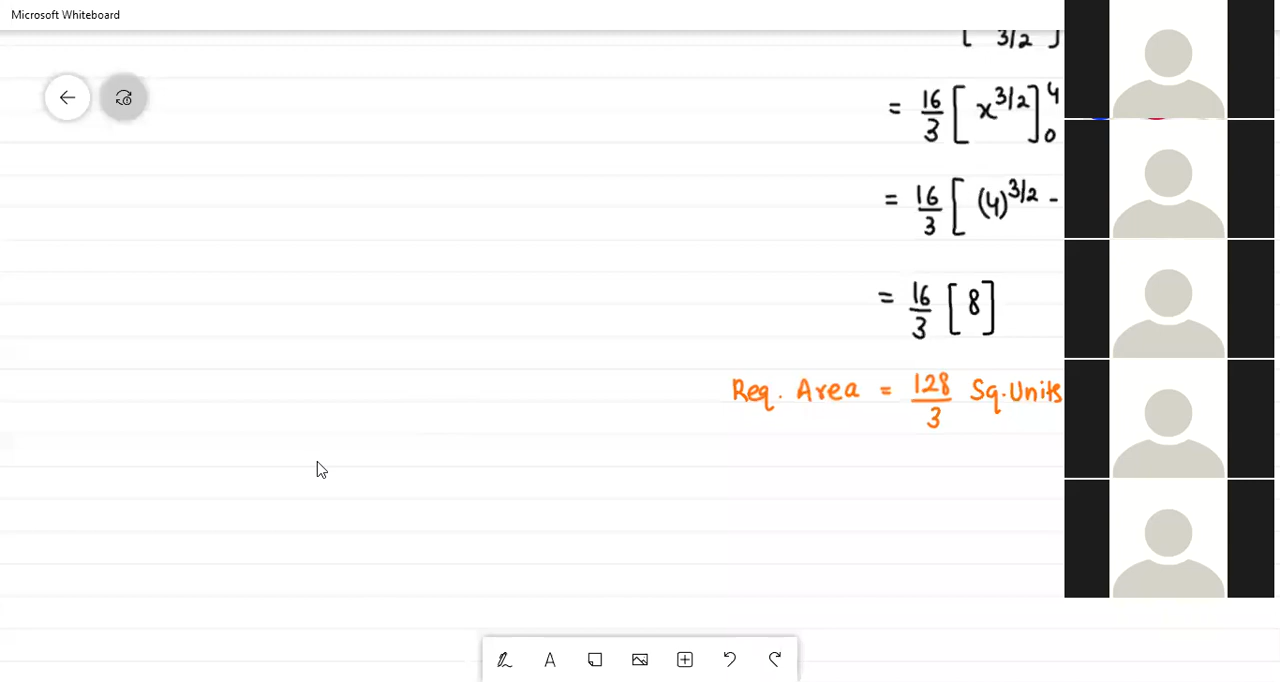 Microsoft Whiteboard
[ 3/2 ]
= 16/3 [ x^3/2 ]^4_0
= 16/3 [ (4)^3/2 -
= 16/3 [ 8 ]
Req. Area = 128/3 Sq. Units
A